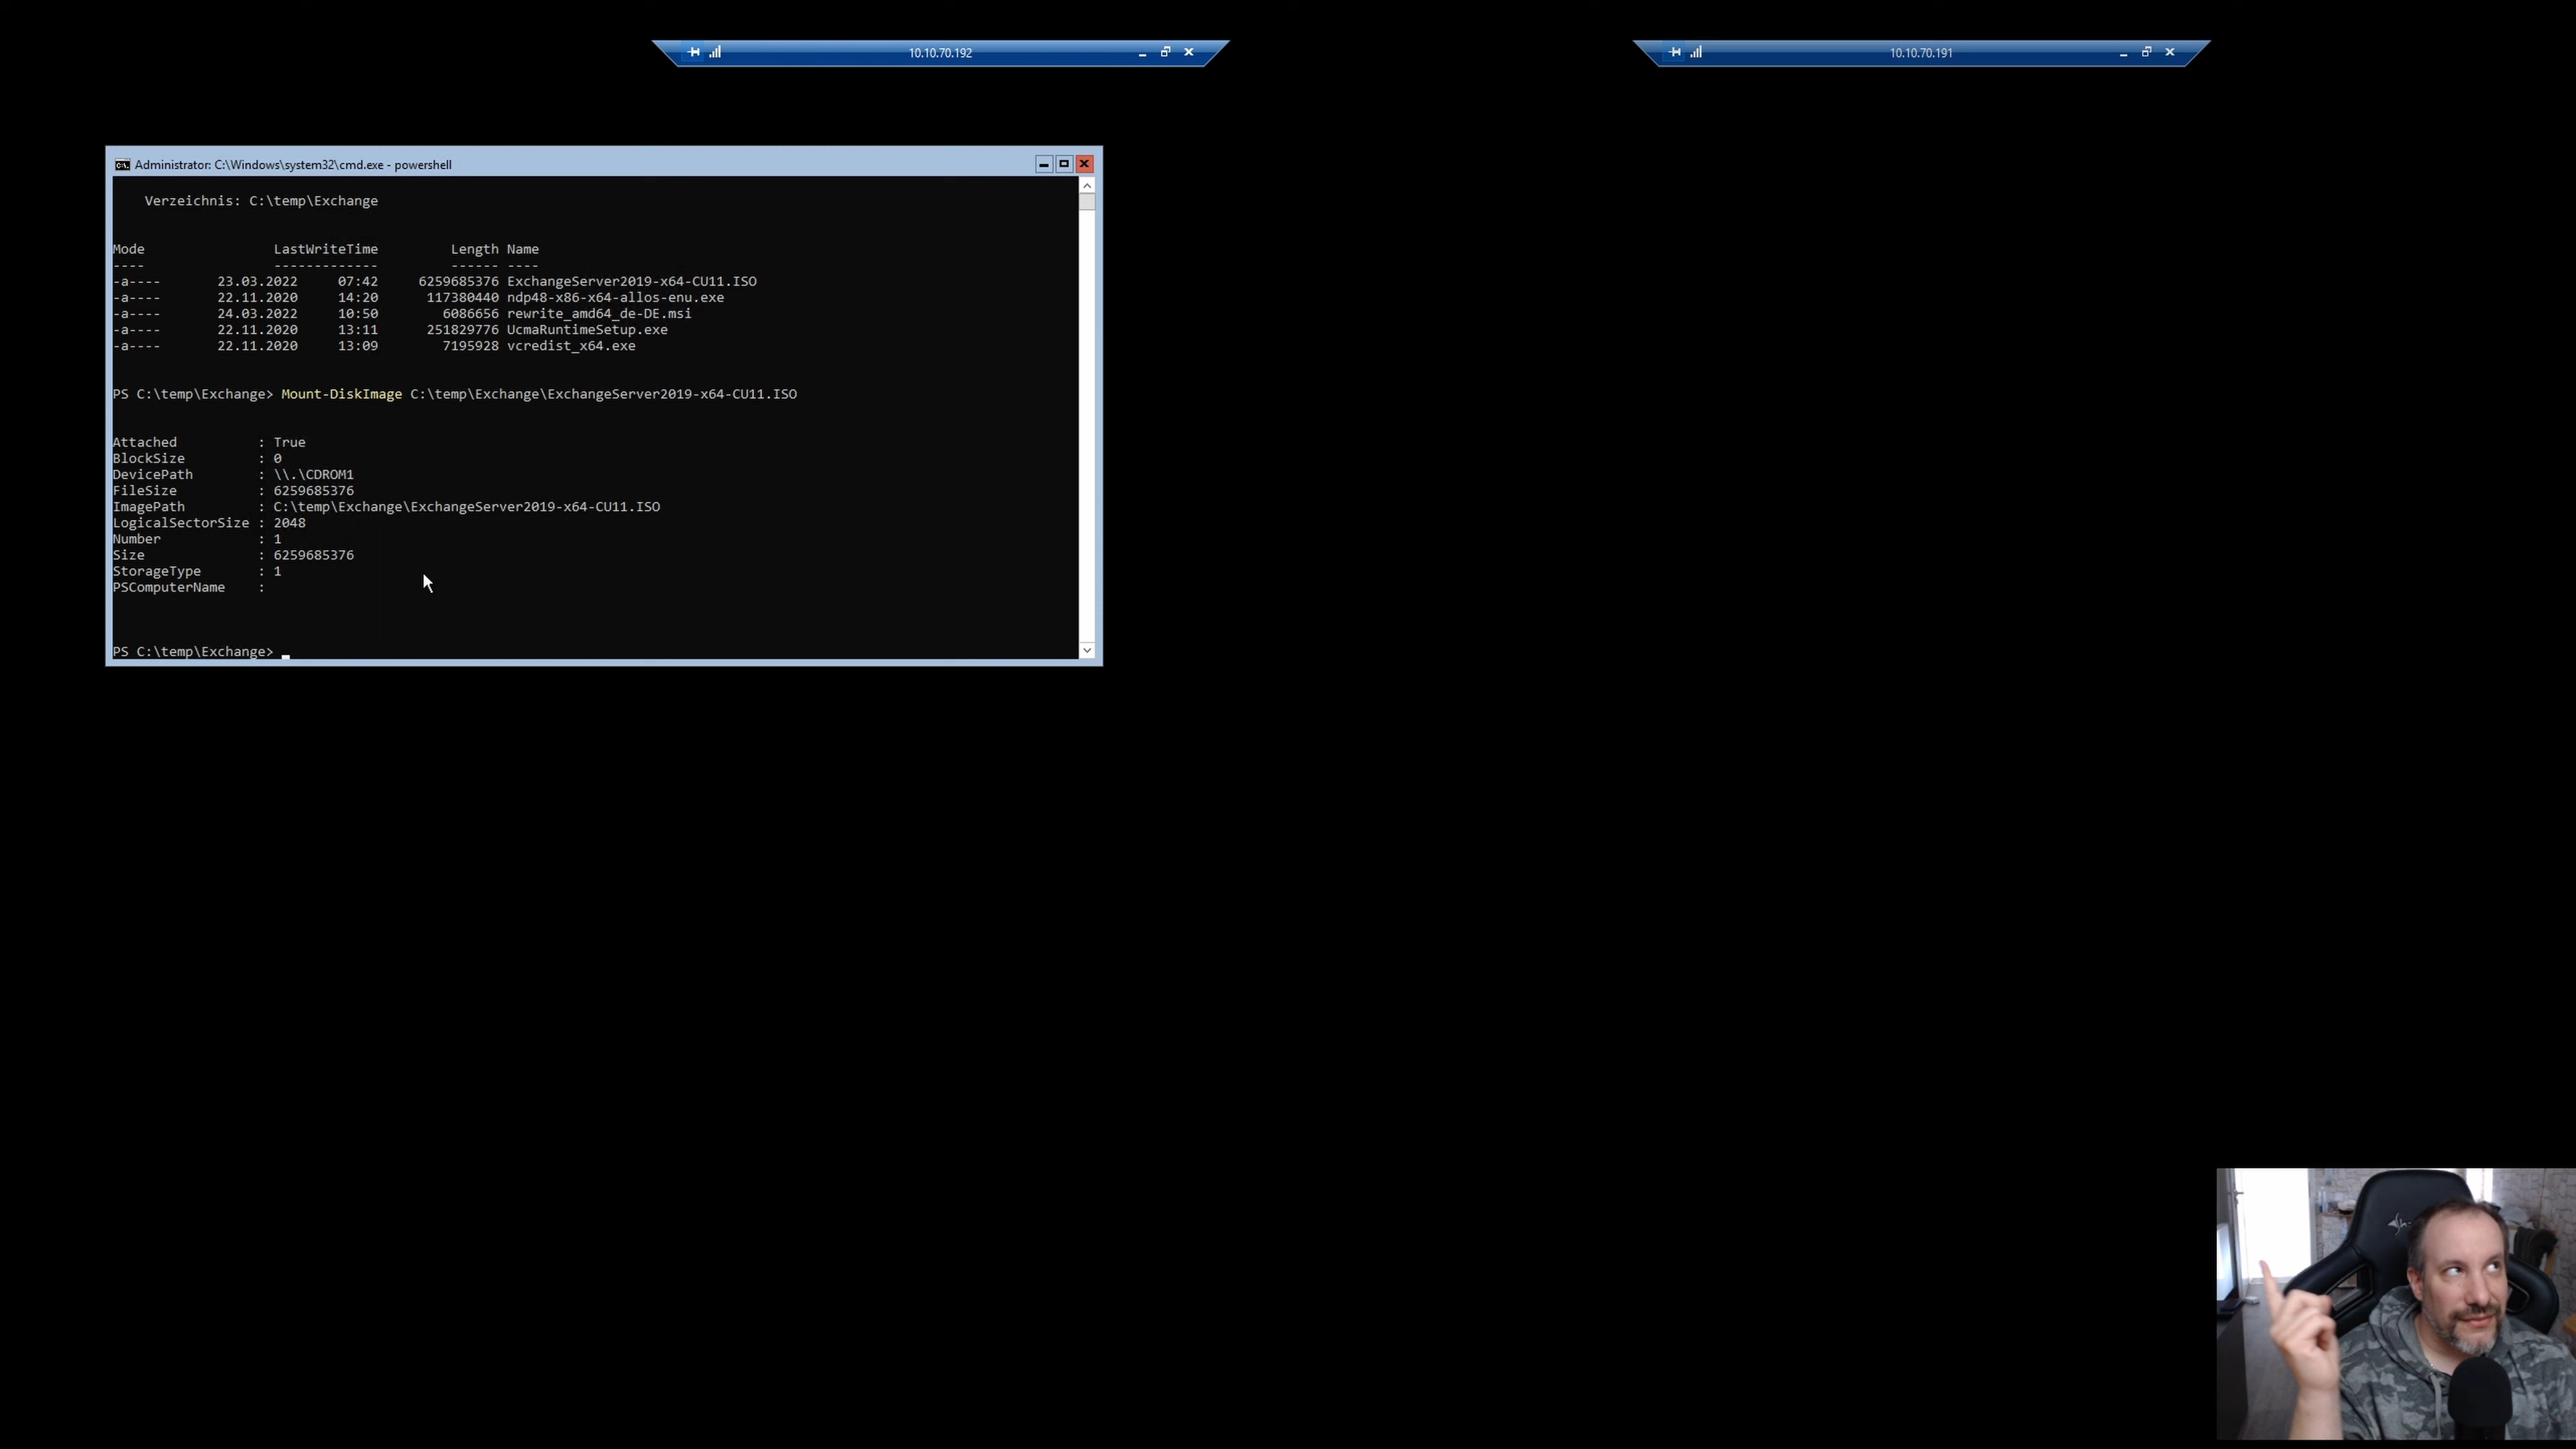 10.10.70.192
10.10.70.191
Administrator: C:\Windows\system32\cmd.exe - powershell
Verzeichnis: C:\temp\Exchange
Mode LastWriteTime Length Name
---- ------------- ------ ----
-a---- 23.03.2022 07:42 6259685376 ExchangeServer2019-x64-CU11.ISO
-a---- 22.11.2020 14:20 117380440 ndp48-x86-x64-allos-enu.exe
-a---- 24.03.2022 10:50 6086656 rewrite_amd64_de-DE.msi
-a---- 22.11.2020 13:11 251829776 UcmaRuntimeSetup.exe
-a---- 22.11.2020 13:09 7195928 vcredist_x64.exe
PS C:\temp\Exchange> Mount-DiskImage C:\temp\Exchange\ExchangeServer2019-x64-CU11.ISO
Attached : True
BlockSize : 0
DevicePath : \\.\CDROM1
FileSize : 6259685376
ImagePath : C:\temp\Exchange\ExchangeServer2019-x64-CU11.ISO
LogicalSectorSize : 2048
Number : 1
Size : 6259685376
StorageType : 1
PSComputerName :
PS C:\temp\Exchange> _